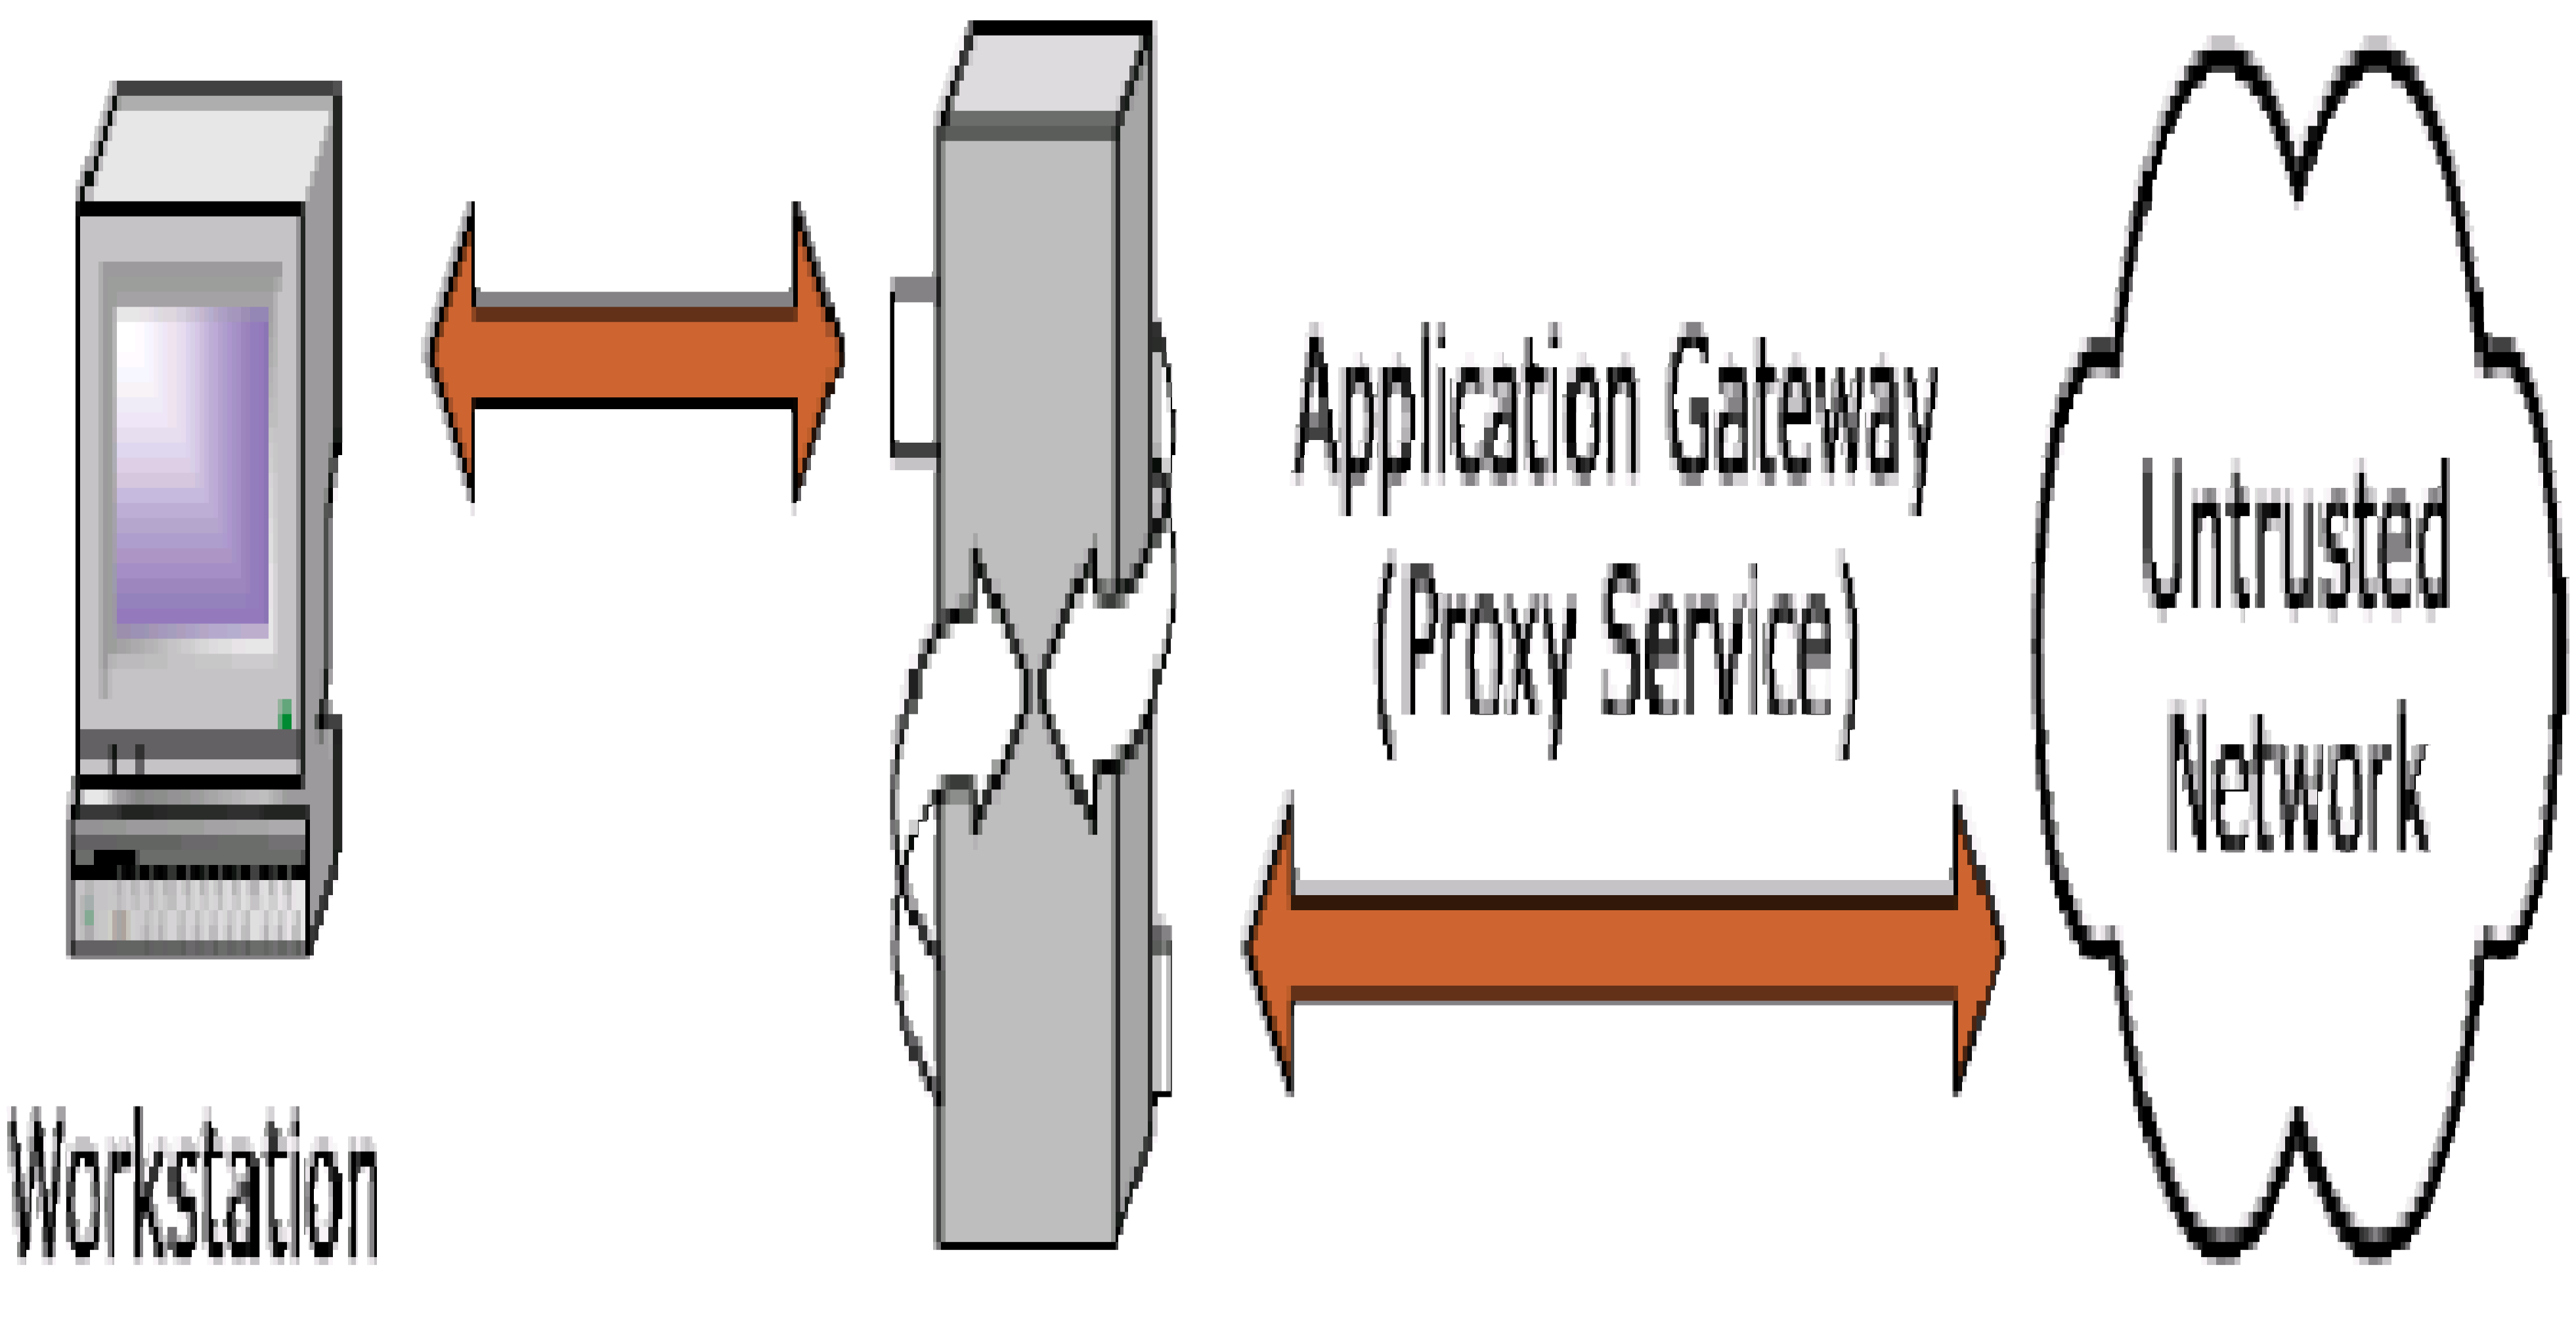 Application Gateway
(Proxy Service)
Untrusted
Network
Workstation